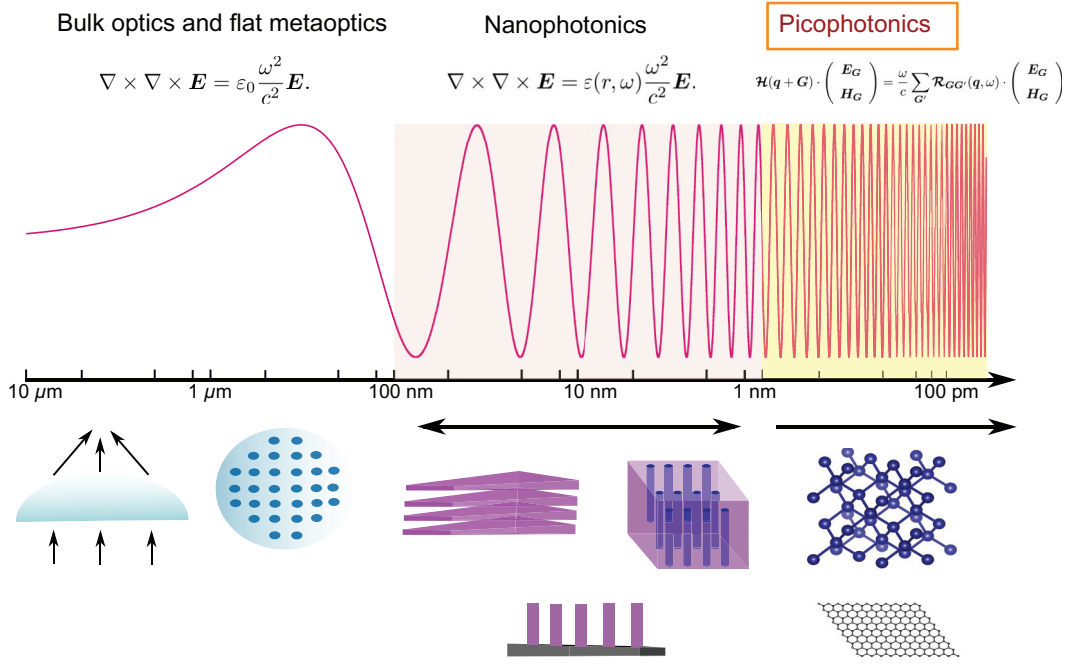 Bulk optics and flat metaoptics
Nanophotonics
Picophotonics
∇ × ∇ × E = ε₀ ω²/c² E.
∇ × ∇ × E = ε(r, ω) ω²/c² E.
𝓗(q + G) · (E_G H_G) = ω/c ∑_G′ 𝓡_GG′(q, ω) · (E_G H_G)
10 µm
1 µm
100 nm
10 nm
1 nm
100 pm